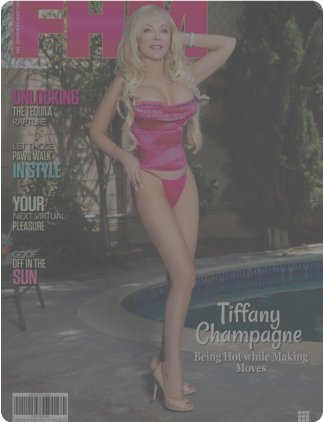 FHM
UNLOCKING
THE TEQUILA
RAPTURE
LET THOSE
PAWS WALK
IN STYLE
YOUR
NEXT VIRTUAL
PLEASURE
GOOF
OFF IN THE
SUN
Tiffany
Champagne
Being Hot while Making
Moves